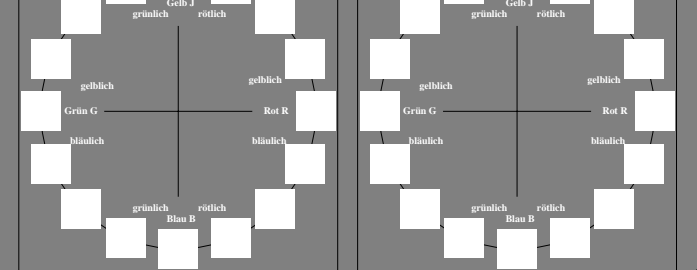 Gelb J Gelb J
grünlich rötlich grünlich rötlich
gelblich gelblich gelblich gelblich
Grün G Rot R Grün G Rot R
bläulich bläulich bläulich bläulich
grünlich rötlich grünlich rötlich
Blau B Blau B